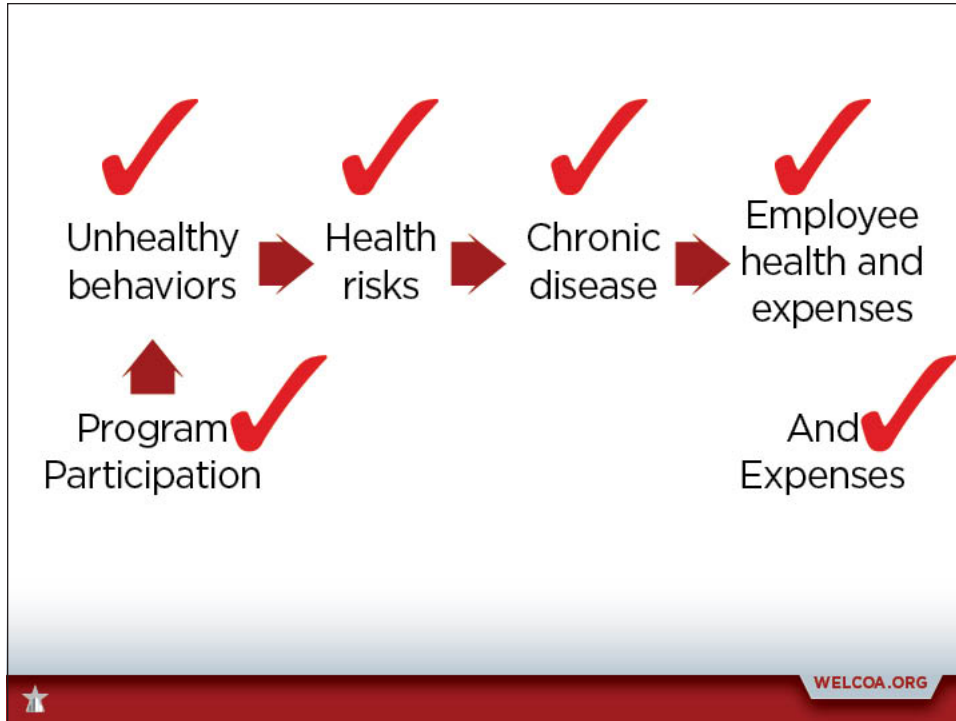 Unhealthy
behaviors
Health
risks
Chronic
disease
Employee
health and
expenses
Program
Participation
And
Expenses
WELCOA.ORG